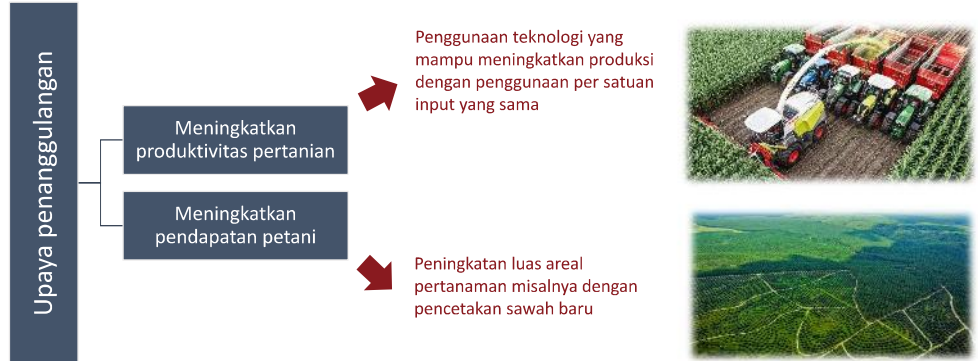 Upaya penanggulangan
Meningkatkan
produktivitas pertanian
Meningkatkan
pendapatan petani
Penggunaan teknologi yang
mampu meningkatkan produksi
dengan penggunaan per satuan
input yang sama
Peningkatan luas areal
pertanaman misalnya dengan
pencetakan sawah baru